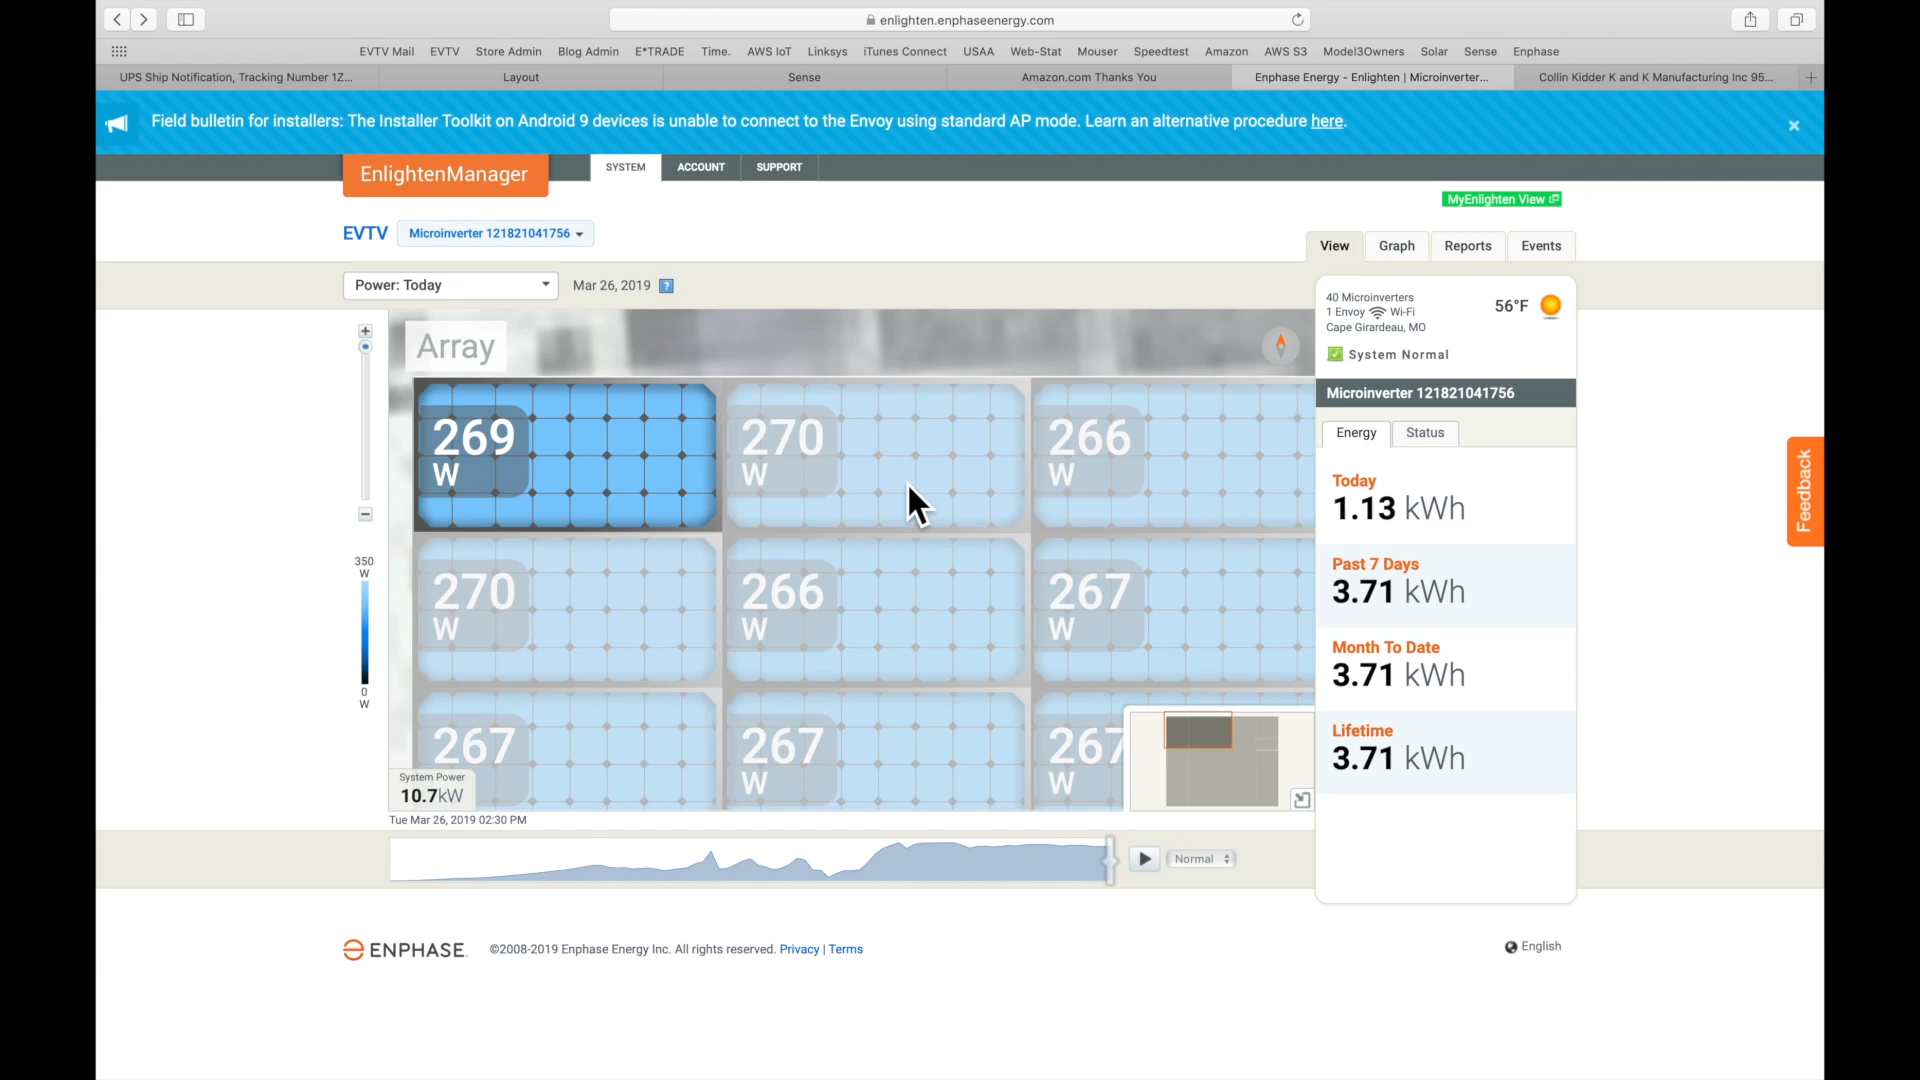 enlighten.enphaseenergy.com
EVTV Mail EVTV Store Admin Blog Admin E*TRADE Time. AWS IoT Linksys iTunes Connect USAA Web-Stat Mouser Speedtest Amazon AWS S3 Model3Owners Solar Sense Enphase
UPS Ship Notification, Tracking Number 1Z... Layout Sense Amazon.com Thanks You Enphase Energy - Enlighten | Microinverter... Collin Kidder K and K Manufacturing Inc 95... +
Field bulletin for installers: The Installer Toolkit on Android 9 devices is unable to connect to the Envoy using standard AP mode. Learn an alternative procedure here.
EnlightenManager SYSTEM ACCOUNT SUPPORT
MyEnlighten View
EVTV Microinverter 121821041756
View Graph Reports Events
Power: Today Mar 26, 2019 ?
40 Microinverters
1 Envoy Wi-Fi
Cape Girardeau, MO
56°F
System Normal
Microinverter 121821041756
Energy Status
Today
1.13 kWh
Past 7 Days
3.71 kWh
Month To Date
3.71 kWh
Lifetime
3.71 kWh
Array
269 W
270 W
266 W
270 W
266 W
267 W
267
267 W
267 W
350 W
0 W
System Power
10.7kW
Tue Mar 26, 2019 02:30 PM
Normal
Feedback
ENPHASE. ©2008-2019 Enphase Energy Inc. All rights reserved. Privacy | Terms
English